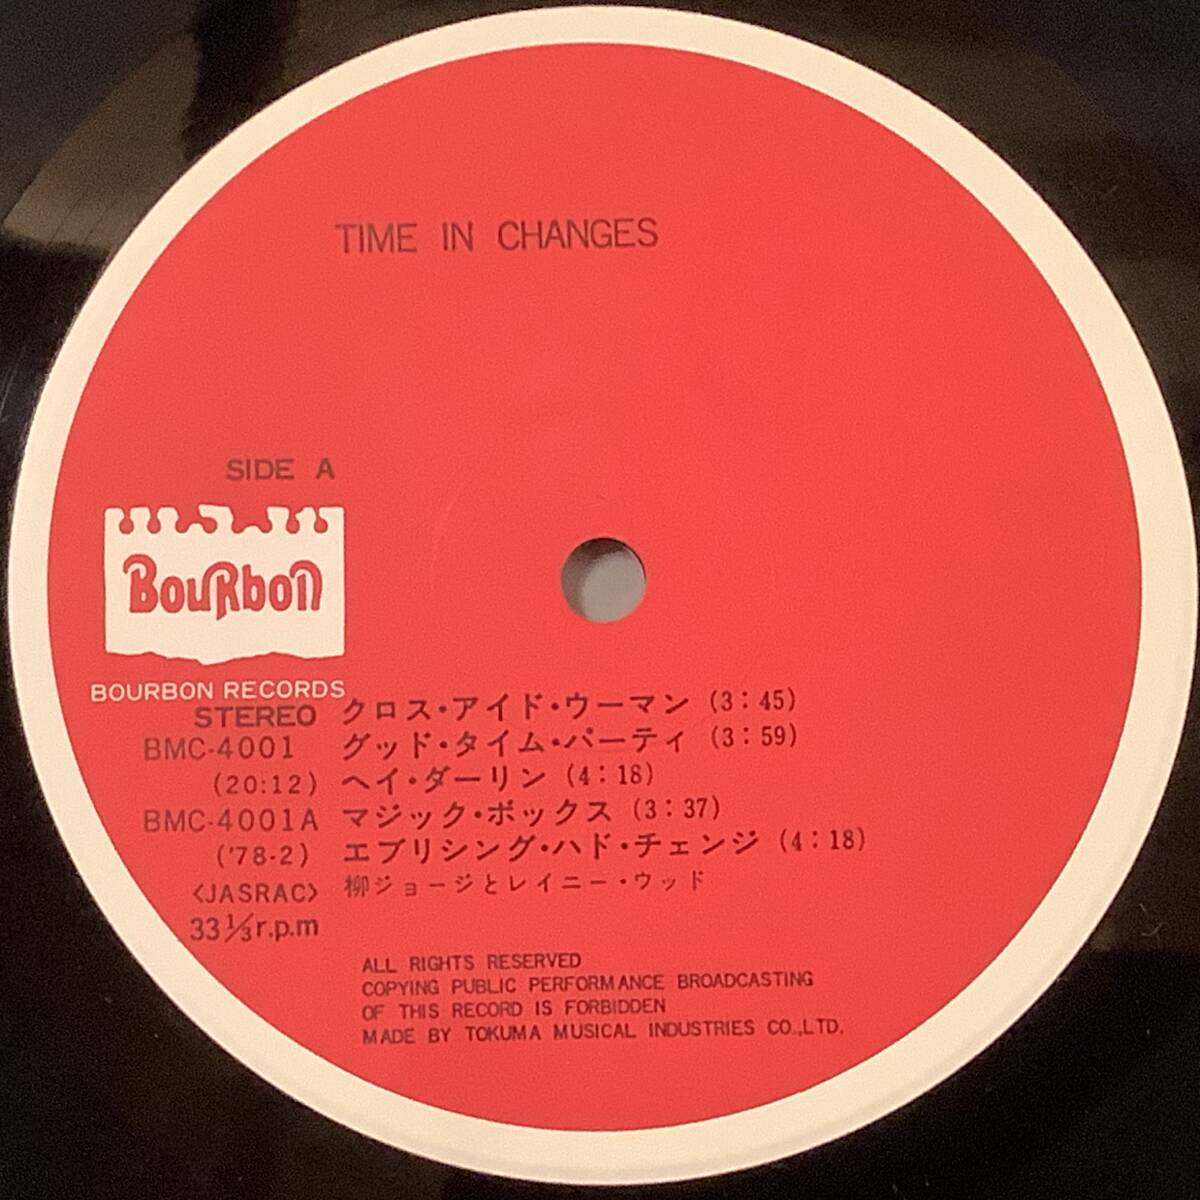 TIME IN CHANGES
SIDE A
BouRbon
BOURBON RECORDS
STEREO
BMC-4001
(20:12)
BMC-4001A
('78-2)
<JASRAC>
33 1/3 r.p.m
クロス・アイド・ウーマン (3:45)
グッド・タイム・パーティ (3:59)
ヘイ・ダーリン (4:18)
マジック・ボックス (3:37)
エブリシング・ハド・チェンジ (4:18)
柳ジョージとレイニー・ウッド
ALL RIGHTS RESERVED
COPYING PUBLIC PERFORMANCE BROADCASTING
OF THIS RECORD IS FORBIDDEN
MADE BY TOKUMA MUSICAL INDUSTRIES CO.,LTD.